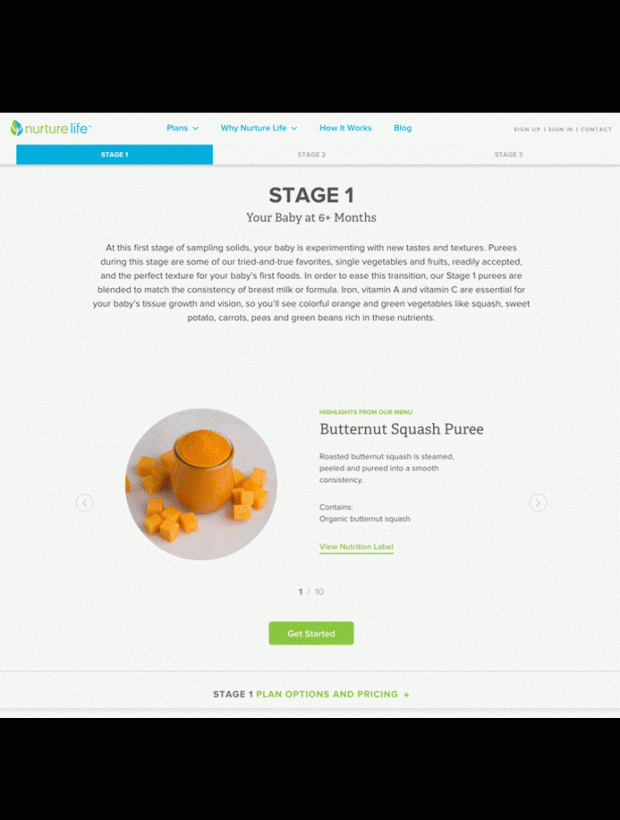 nurture life™
Plans Why Nurture Life How It Works Blog SIGN UP | SIGN IN | CONTACT
STAGE 1 STAGE 2 STAGE 3
STAGE 1
Your Baby at 6+ Months
At this first stage of sampling solids, your baby is experimenting with new tastes and textures. Purees
during this stage are some of our tried-and-true favorites, single vegetables and fruits, readily accepted,
and the perfect texture for your baby's first foods. In order to ease this transition, our Stage 1 purees are
blended to match the consistency of breast milk or formula. Iron, vitamin A and vitamin C are essential for
your baby's tissue growth and vision, so you'll see colorful orange and green vegetables like squash, sweet
potato, carrots, peas and green beans rich in these nutrients.
HIGHLIGHTS FROM OUR MENU
Butternut Squash Puree
Roasted butternut squash is steamed,
peeled and pureed into a smooth
consistency.
Contains:
Organic butternut squash
View Nutrition Label
1 / 10
Get Started
STAGE 1 PLAN OPTIONS AND PRICING +